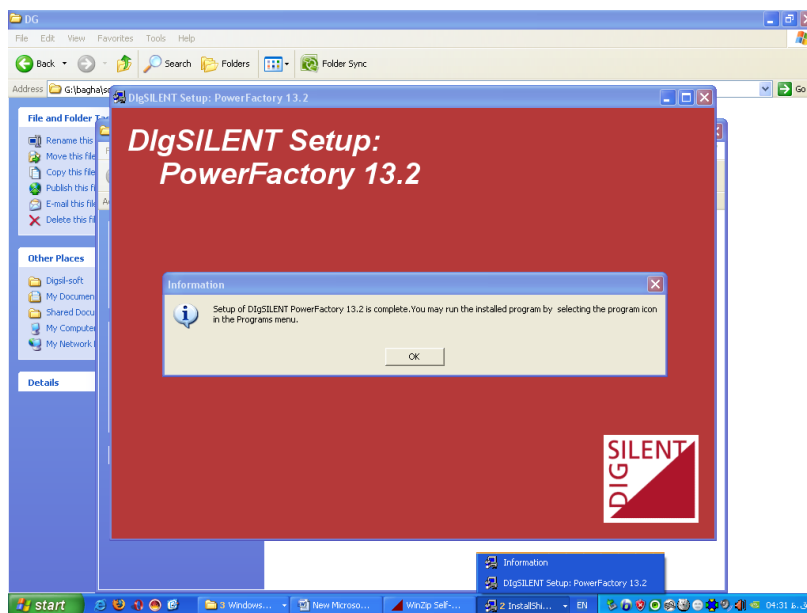 DG
File Edit View Favorites Tools Help
Back Search Folders Folder Sync
Address G:\bagha\ Go
DIgSILENT Setup: PowerFactory 13.2
File and Folder
Rename this
Move this file
Copy this file
Publish this fi
E-mail this file
Delete this fil
DIgSILENT Setup:
PowerFactory 13.2
Other Places
Digsil-soft
My Documen
Shared Docu
My Computer
My Network
Details
Information
Setup of DIgSILENT PowerFactory 13.2 is complete.You may run the installed program by selecting the program icon
in the Programs menu.
OK
SILENT
DIG
Information
DIgSILENT Setup: PowerFactory 13.2
start 3 Windows... New Microso... WinZip Self-... 2 InstallShi... EN 04:31